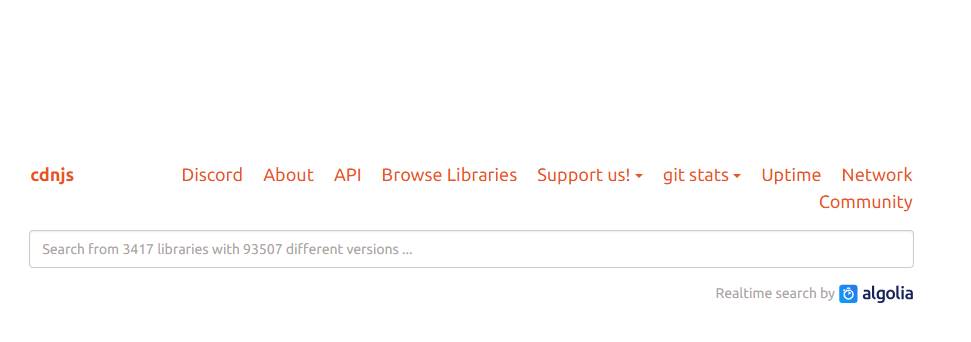 cdnjs Discord About API Browse Libraries Support us! git stats Uptime Network
Community
Search from 3417 libraries with 93507 different versions ...
Realtime search by algolia